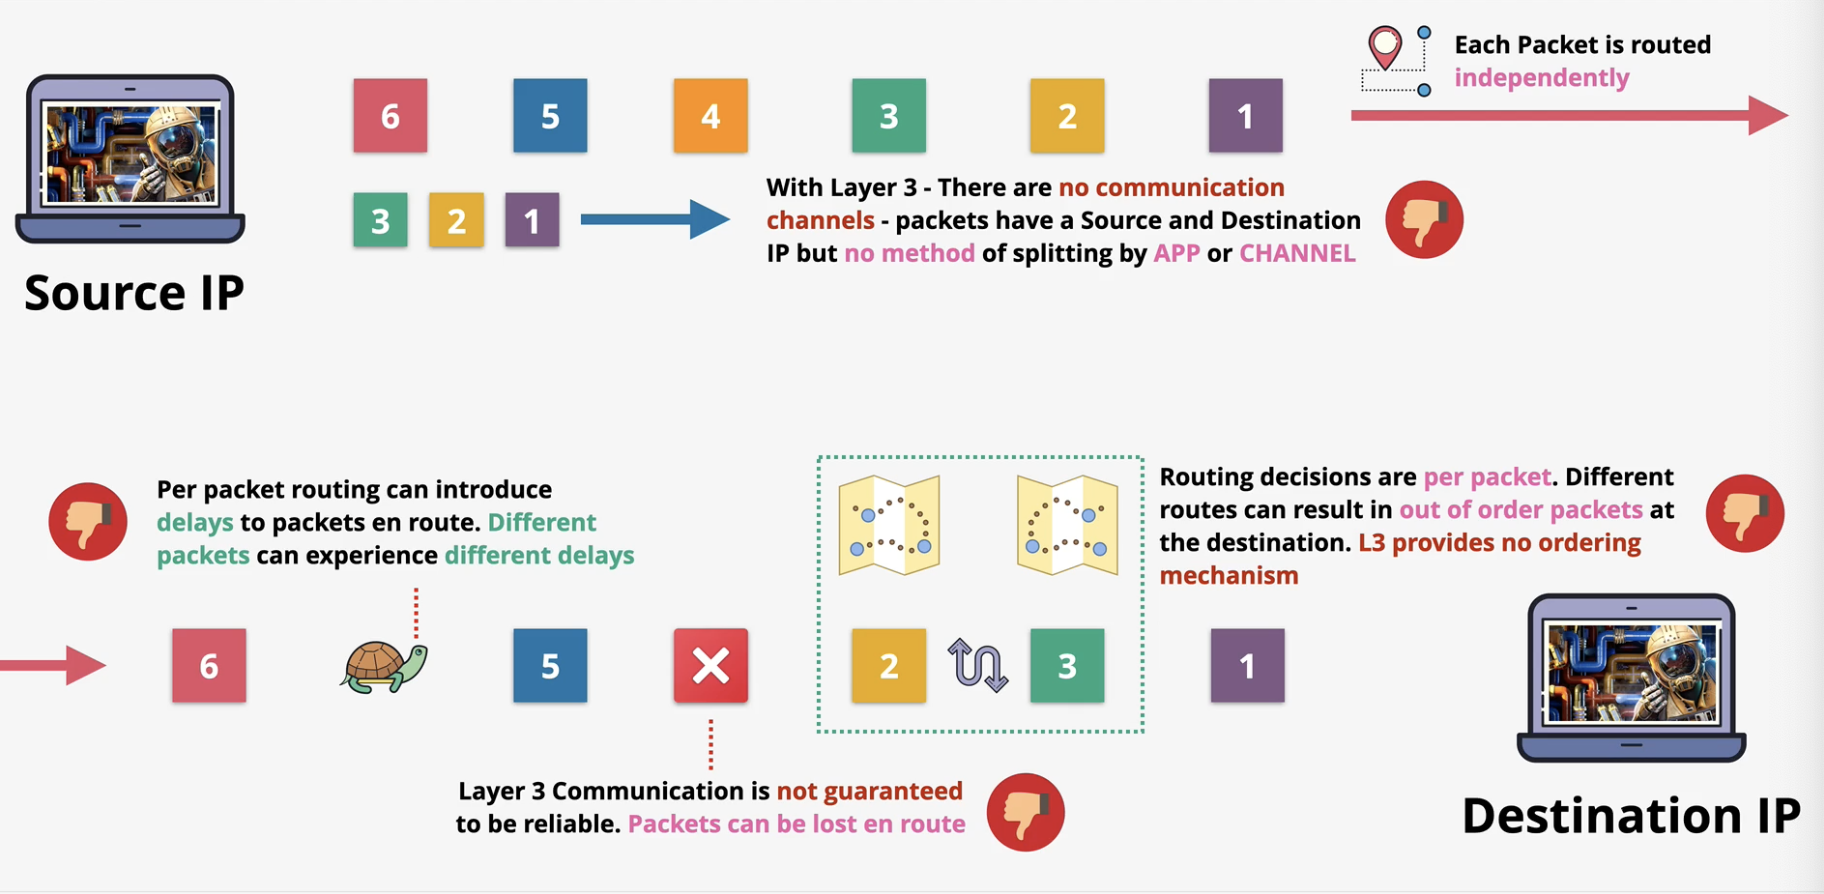 Each Packet is routed
independently
6 5 4 3 2 1
With Layer 3 - There are no communication
channels - packets have a Source and Destination
IP but no method of splitting by APP or CHANNEL
3 2 1
Source IP
Per packet routing can introduce
delays to packets en route. Different
packets can experience different delays
Routing decisions are per packet. Different
routes can result in out of order packets at
the destination. L3 provides no ordering
mechanism
6 5 2 3 1
Layer 3 Communication is not guaranteed
to be reliable. Packets can be lost en route
Destination IP